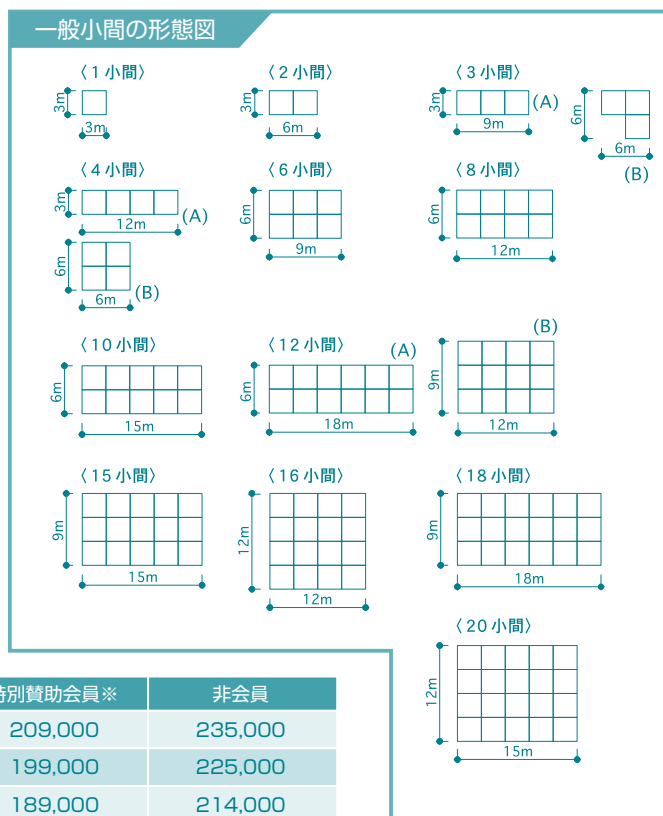 一般小間の形態図
〈1小間〉
3m
3m
〈2小間〉
3m
6m
〈3小間〉
3m
9m
(A)
6m
6m
(B)
〈4小間〉
3m
12m
(A)
6m
6m
(B)
〈6小間〉
6m
9m
〈8小間〉
6m
12m
〈10小間〉
6m
15m
〈12小間〉
(A)
6m
18m
(B)
9m
12m
〈15小間〉
9m
15m
〈16小間〉
12m
12m
〈18小間〉
9m
18m
〈20小間〉
12m
15m
特別賛助会員※ 非会員
209,000 235,000
199,000 225,000
189,000 214,000